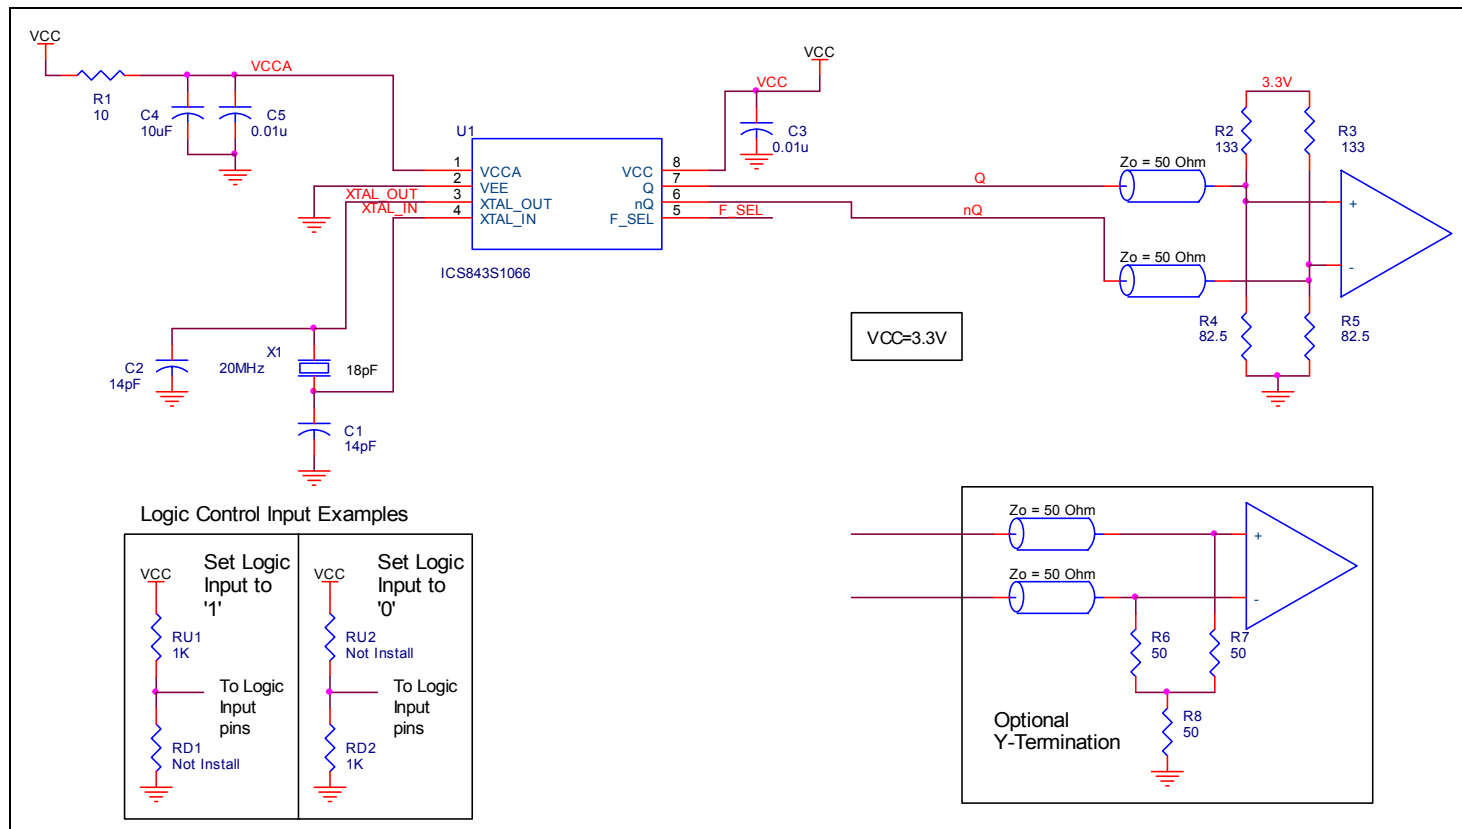 VCC
R1
10
VCCA
C4
10uF
C5
0.01u
U1
1
2
3
4
VCCA
VEE
XTAL_OUT
XTAL_IN
VCC
Q
nQ
F_SEL
8
7
6
5
ICS843S1066
XTAL_OUT
XTAL_IN
VCC
VCC
C3
0.01u
Q
nQ
F_SEL
Zo = 50 Ohm
Zo = 50 Ohm
3.3V
R2
133
R3
133
+
-
R4
82.5
R5
82.5
VCC=3.3V
C2
14pF
X1
20MHz
18pF
C1
14pF
Logic Control Input Examples
VCC
Set Logic
Input to
'1'
RU1
1K
To Logic
Input
pins
RD1
Not Install
VCC
Set Logic
Input to
'0'
RU2
Not Install
To Logic
Input
pins
RD2
1K
Zo = 50 Ohm
Zo = 50 Ohm
+
-
R6
50
R7
50
R8
50
Optional
Y-Termination